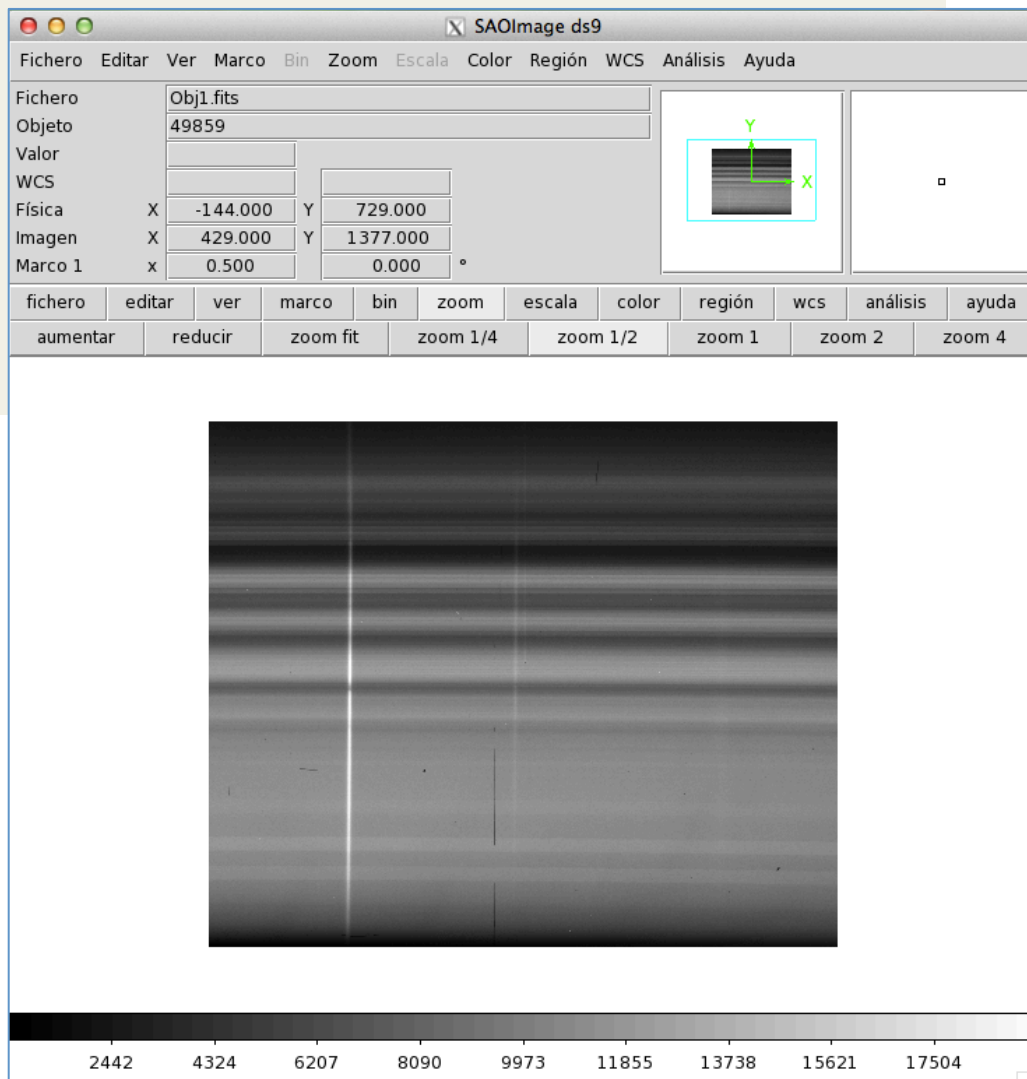 SAOImage ds9
Fichero Editar Ver Marco Bin Zoom Escala Color Región WCS Análisis Ayuda
Fichero Obj1.fits
Objeto 49859
Valor
WCS
Física X -144.000 Y 729.000
Imagen X 429.000 Y 1377.000
Marco 1 x 0.500 0.000 °
Y
X
fichero editar ver marco bin zoom escala color región wcs análisis ayuda
aumentar reducir zoom fit zoom 1/4 zoom 1/2 zoom 1 zoom 2 zoom 4
2442 4324 6207 8090 9973 11855 13738 15621 17504